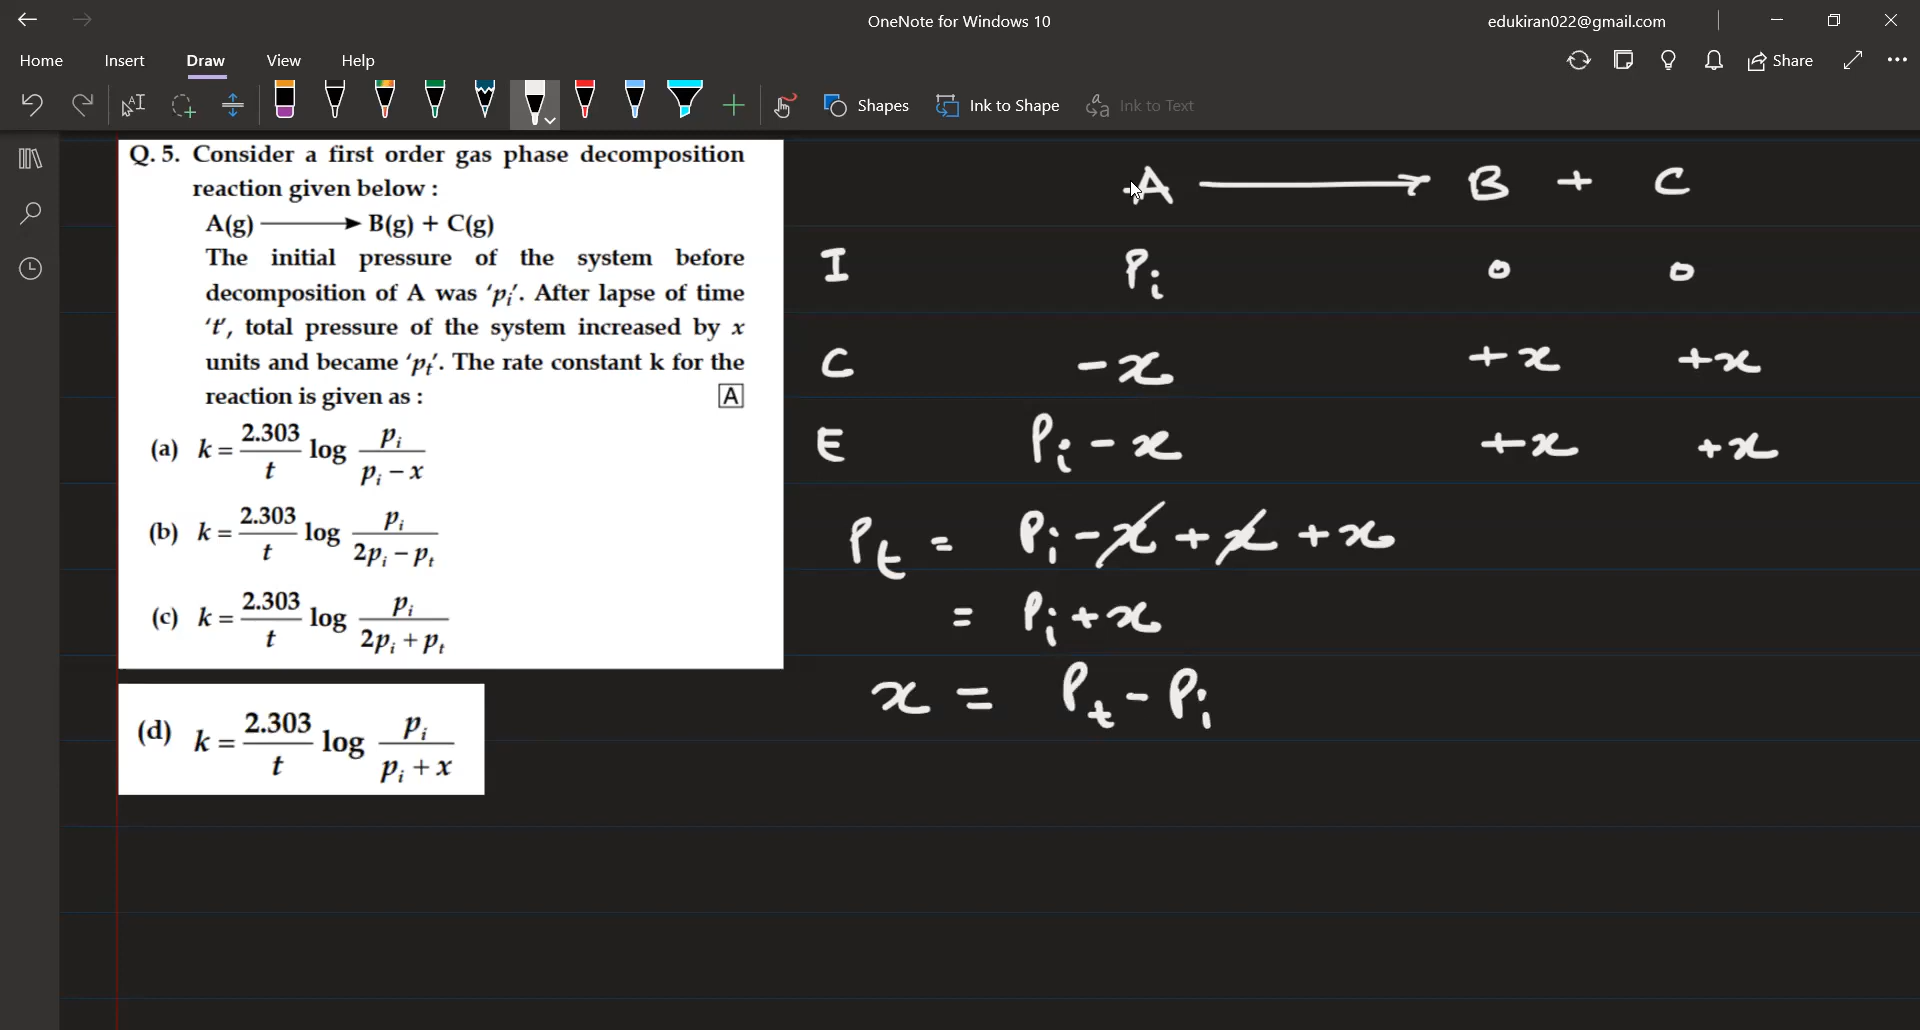 OneNote for Windows 10
edukiran022@gmail.com
Home Insert Draw View Help
Share
Shapes Ink to Shape Ink to Text
Q. 5. Consider a first order gas phase decomposition
reaction given below :
A(g) ⟶ B(g) + C(g)
The initial pressure of the system before
decomposition of A was ‘pᵢ’. After lapse of time
‘t’, total pressure of the system increased by x
units and became ‘pₜ’. The rate constant k for the
reaction is given as : A
(a) k = 2.303/t log pᵢ/(pᵢ − x)
(b) k = 2.303/t log pᵢ/(2pᵢ − pₜ)
(c) k = 2.303/t log pᵢ/(2pᵢ + pₜ)
(d) k = 2.303/t log pᵢ/(pᵢ + x)
A ⟶ B + C
I Pᵢ 0 0
C -x +x +x
E Pᵢ - x +x +x
Pₜ = Pᵢ - x + x + x
= Pᵢ + x
x = Pₜ - Pᵢ